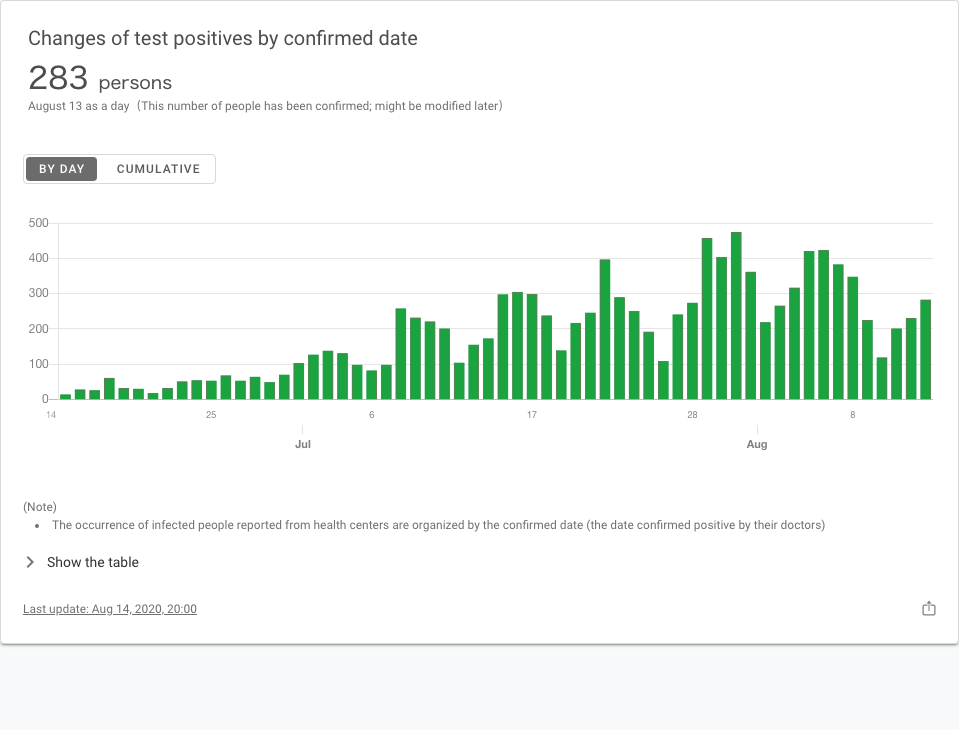 Changes of test positives by confirmed date
283 persons
August 13 as a day (This number of people has been confirmed; might be modified later)
BY DAY CUMULATIVE
500
400
300
200
100
0
14 25 6 17 28 8
Jul Aug
(Note)
• The occurrence of infected people reported from health centers are organized by the confirmed date (the date confirmed positive by their doctors)
Show the table
Last update: Aug 14, 2020, 20:00